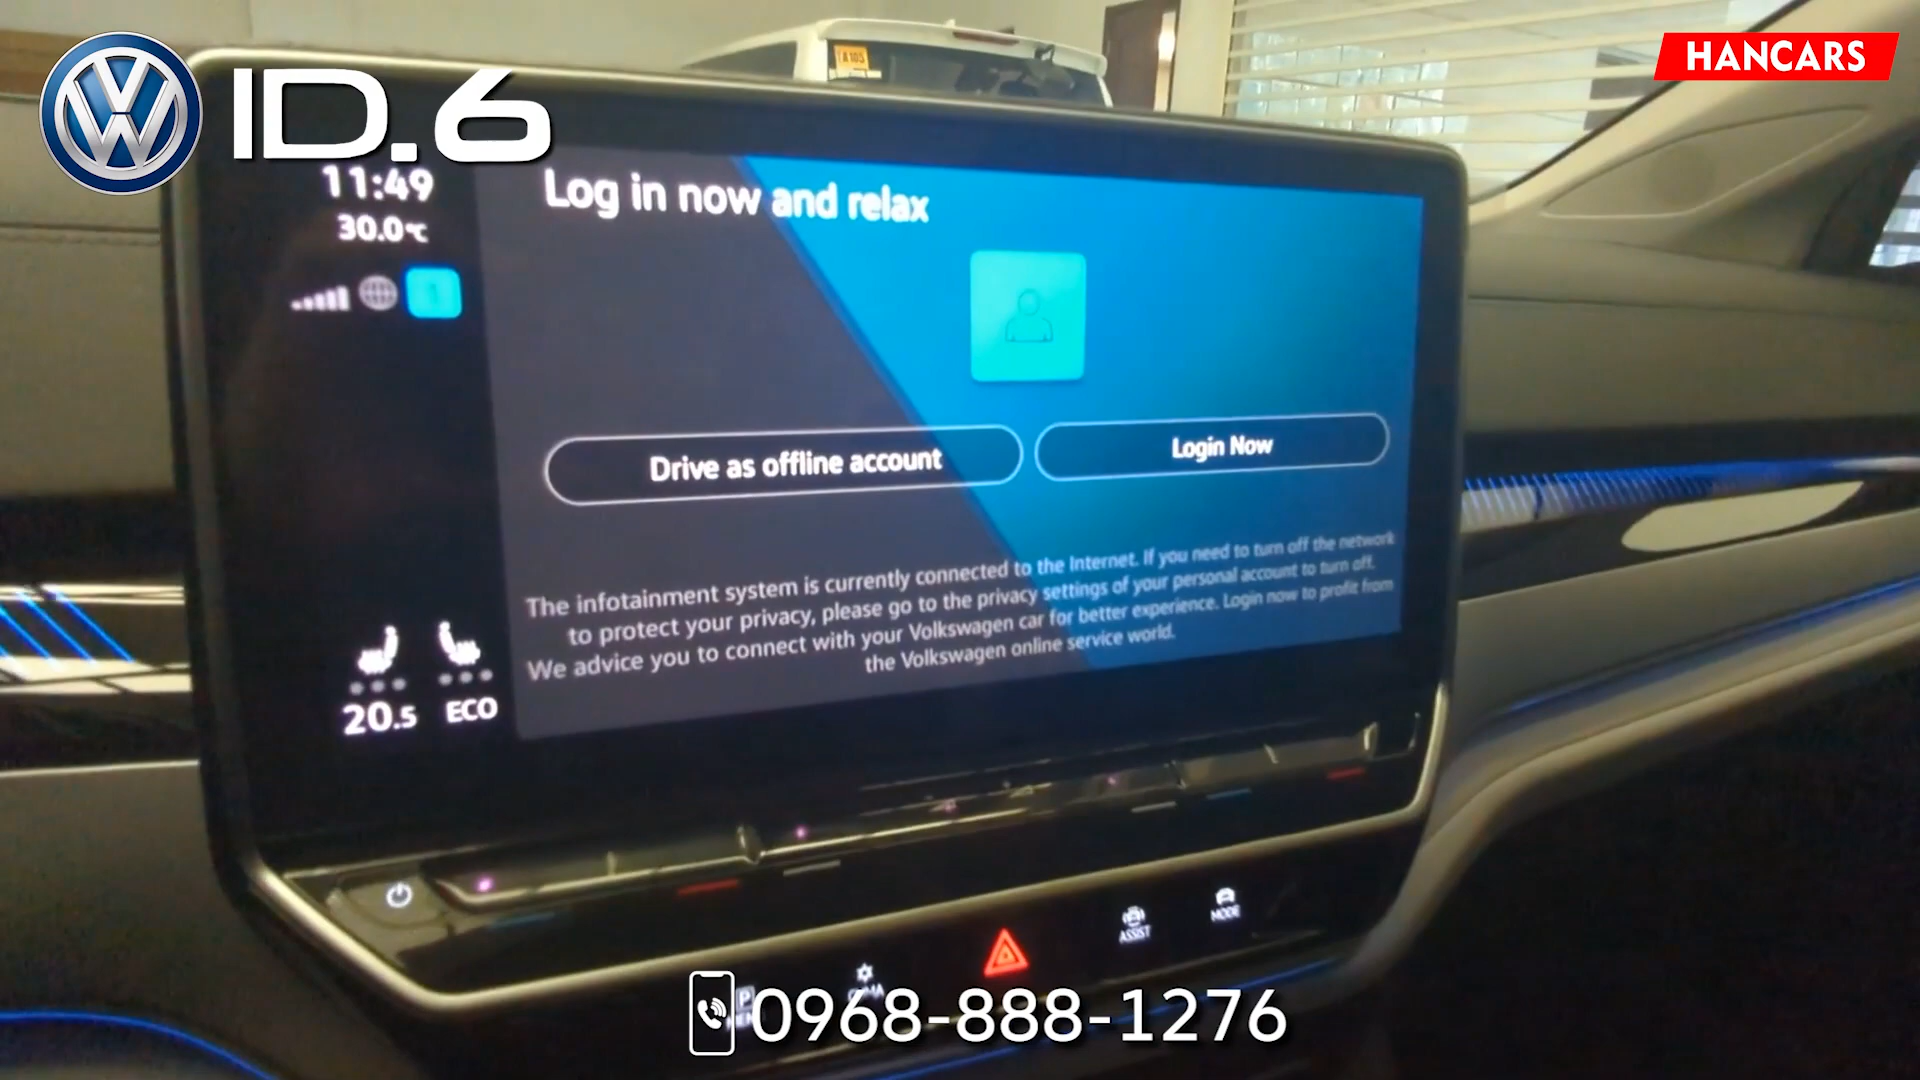 ID.6
HANCARS
11:49
30.0°C
1
Log in now and relax
Drive as offline account
Login Now
The infotainment system is currently connected to the Internet. If you need to turn off the network
to protect your privacy, please go to the privacy settings of your personal account to turn off.
We advice you to connect with your Volkswagen car for better experience. Login now to profit from
the Volkswagen online service world.
20.5
ECO
ASSIST
MODE
P
0968-888-1276